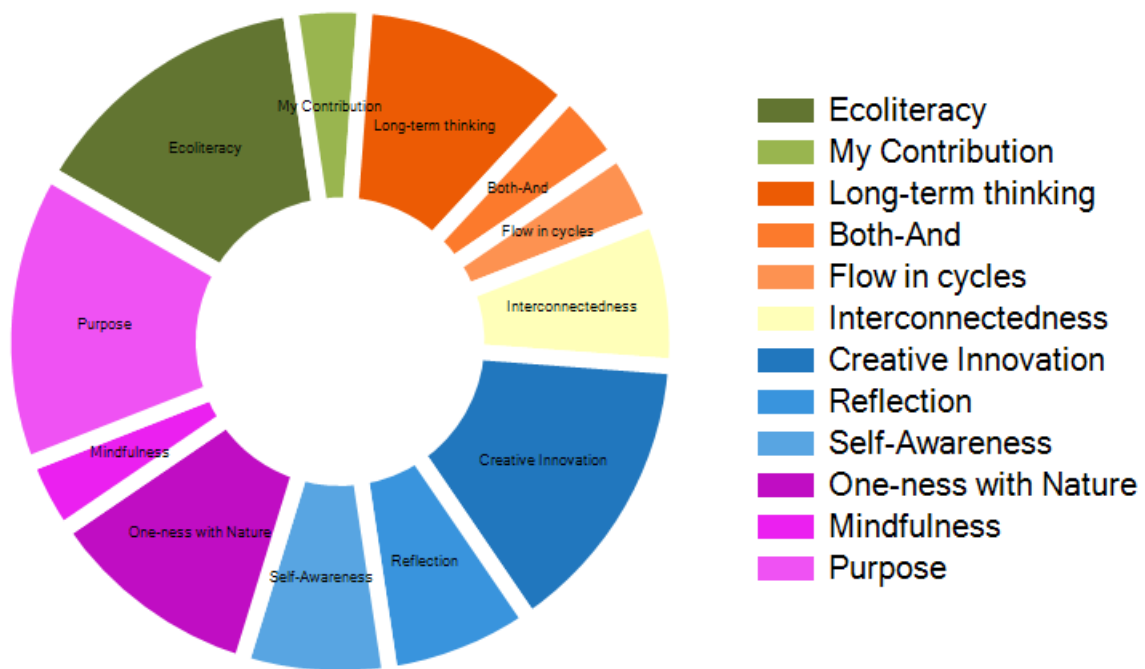 My Contribution
Long-term thinking
Ecoliteracy
Both-And
Flow in cycles
Interconnectedness
Purpose
Mindfulness
Creative Innovation
One-ness with Nature
Reflection
Self-Awareness
Ecoliteracy
My Contribution
Long-term thinking
Both-And
Flow in cycles
Interconnectedness
Creative Innovation
Reflection
Self-Awareness
One-ness with Nature
Mindfulness
Purpose